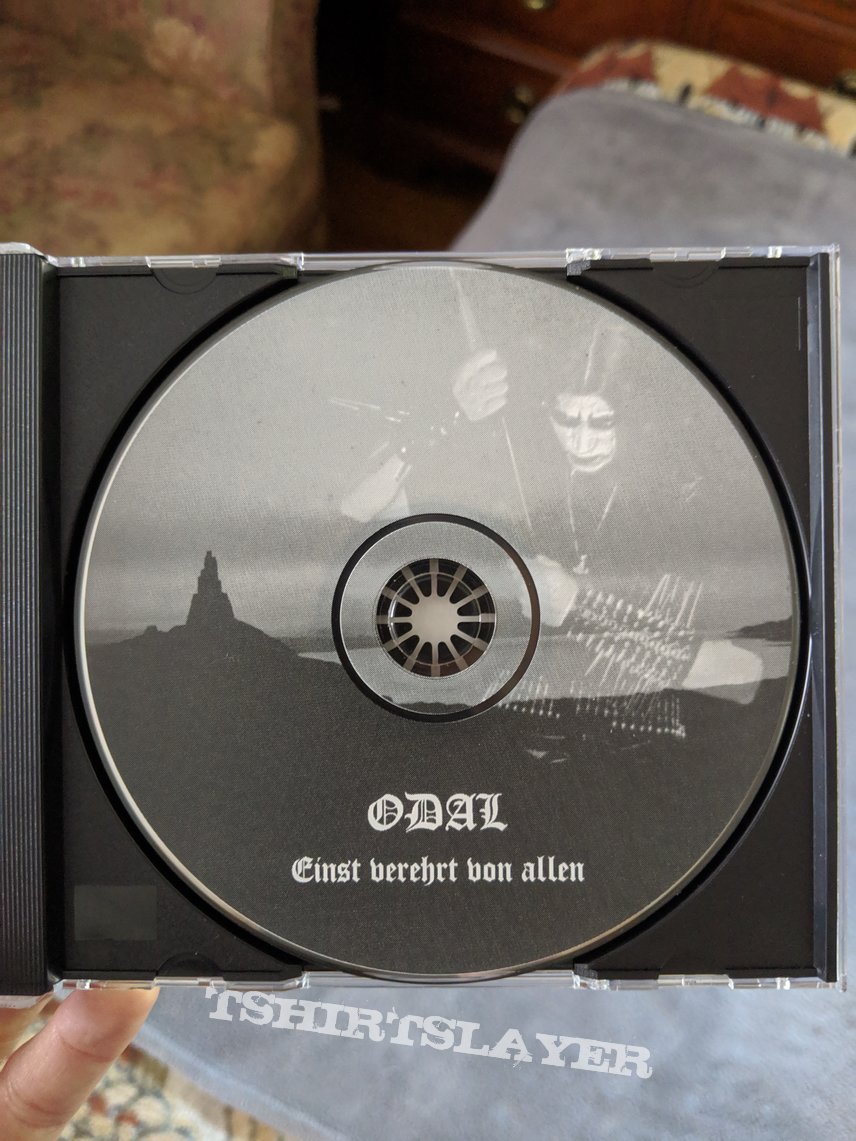 ODAL
Einst verehrt von allen
TSHIRTSLAYER